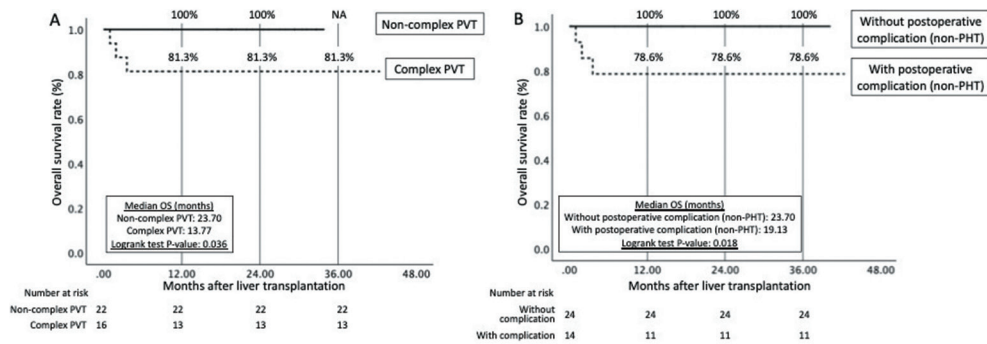 A
100% 100% NA
Non-complex PVT
81.3% 81.3% 81.3%
Complex PVT
Overall survival rate (%)
1.0
0.8
0.6
0.4
0.2
0.0
Median OS (months)
Non-complex PVT: 23.70
Complex PVT: 13.77
Logrank test P-value: 0.036
.00 12.00 24.00 36.00 48.00
Months after liver transplantation
Number at risk
Non-complex PVT 22 22 22 22
Complex PVT 16 13 13 13
B
100% 100% 100%
Without postoperative
complication (non-PHT)
78.6% 78.6% 78.6%
With postoperative
complication (non-PHT)
Overall survival rate (%)
1.0
0.8
0.6
0.4
0.2
0.0
Median OS (months)
Without postoperative complication (non-PHT): 23.70
With postoperative complication (non-PHT): 19.13
Logrank test P-value: 0.018
.00 12.00 24.00 36.00 48.00
Months after liver transplantation
Number at risk
Without
complication 24 24 24 24
With complication 14 11 11 11